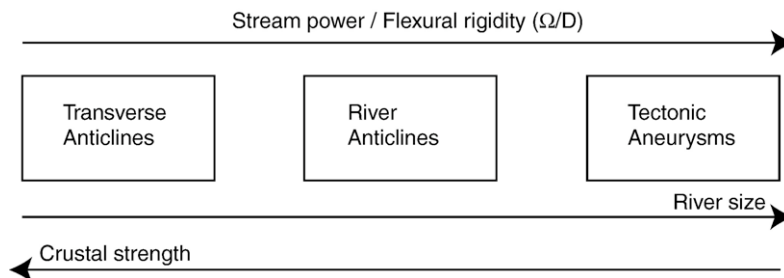 Stream power / Flexural rigidity (Ω/D)
Transverse
Anticlines
River
Anticlines
Tectonic
Aneurysms
River size
Crustal strength